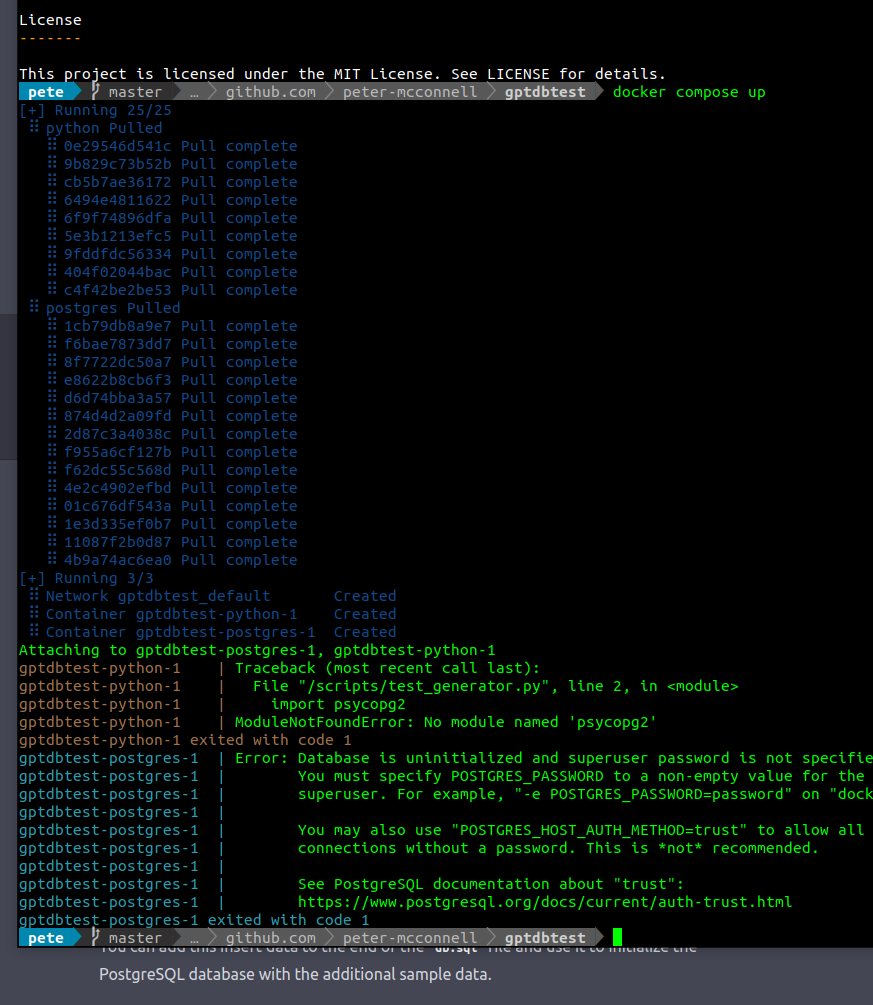 License
-------
This project is licensed under the MIT License. See LICENSE for details.
pete master … github.com peter-mcconnell gptdbtest docker compose up
[+] Running 25/25
⠿ python Pulled
⠿ 0e29546d541c Pull complete
⠿ 9b829c73b52b Pull complete
⠿ cb5b7ae36172 Pull complete
⠿ 6494e4811622 Pull complete
⠿ 6f9f74896dfa Pull complete
⠿ 5e3b1213efc5 Pull complete
⠿ 9fddfdc56334 Pull complete
⠿ 404f02044bac Pull complete
⠿ c4f42be2be53 Pull complete
⠿ postgres Pulled
⠿ 1cb79db8a9e7 Pull complete
⠿ f6bae7873dd7 Pull complete
⠿ 8f7722dc50a7 Pull complete
⠿ e8622b8cb6f3 Pull complete
⠿ d6d74bba3a57 Pull complete
⠿ 874d4d2a09fd Pull complete
⠿ 2d87c3a4038c Pull complete
⠿ f955a6cf127b Pull complete
⠿ f62dc55c568d Pull complete
⠿ 4e2c4902efbd Pull complete
⠿ 01c676df543a Pull complete
⠿ 1e3d335ef0b7 Pull complete
⠿ 11087f2b0d87 Pull complete
⠿ 4b9a74ac6ea0 Pull complete
[+] Running 3/3
⠿ Network gptdbtest_default Created
⠿ Container gptdbtest-python-1 Created
⠿ Container gptdbtest-postgres-1 Created
Attaching to gptdbtest-postgres-1, gptdbtest-python-1
gptdbtest-python-1 | Traceback (most recent call last):
gptdbtest-python-1 | File "/scripts/test_generator.py", line 2, in <module>
gptdbtest-python-1 | import psycopg2
gptdbtest-python-1 | ModuleNotFoundError: No module named 'psycopg2'
gptdbtest-python-1 exited with code 1
gptdbtest-postgres-1 | Error: Database is uninitialized and superuser password is not specifie
gptdbtest-postgres-1 | You must specify POSTGRES_PASSWORD to a non-empty value for the
gptdbtest-postgres-1 | superuser. For example, "-e POSTGRES_PASSWORD=password" on "dock
gptdbtest-postgres-1 |
gptdbtest-postgres-1 | You may also use "POSTGRES_HOST_AUTH_METHOD=trust" to allow all
gptdbtest-postgres-1 | connections without a password. This is *not* recommended.
gptdbtest-postgres-1 |
gptdbtest-postgres-1 | See PostgreSQL documentation about "trust":
gptdbtest-postgres-1 | https://www.postgresql.org/docs/current/auth-trust.html
gptdbtest-postgres-1 exited with code 1
pete master … github.com peter-mcconnell gptdbtest
You can add this insert data to the end of the db.sql file and use it to initialize the
PostgreSQL database with the additional sample data.